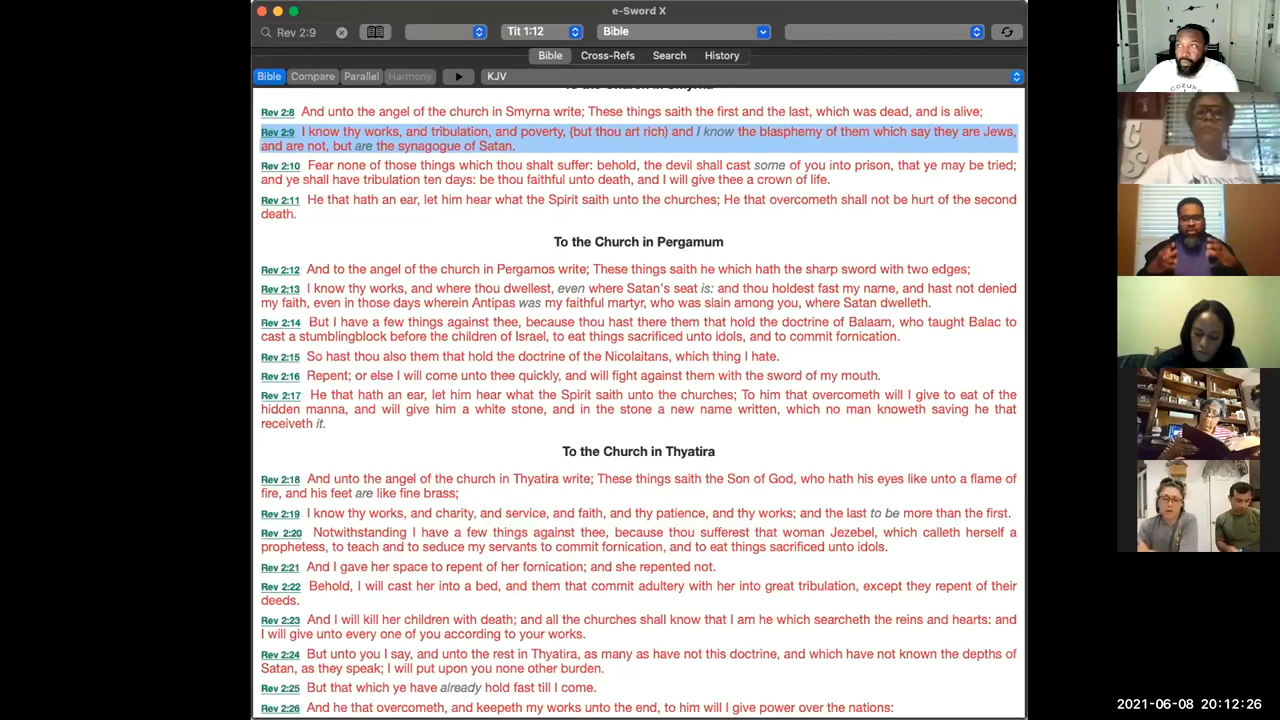 e-Sword X
Rev 2:9
Tit 1:12
Bible
Bible Cross-Refs Search History
Bible Compare Parallel Harmony KJV
To the Church in Smyrna
Rev 2:8 And unto the angel of the church in Smyrna write; These things saith the first and the last, which was dead, and is alive;
Rev 2:9 I know thy works, and tribulation, and poverty, (but thou art rich) and I know the blasphemy of them which say they are Jews,
and are not, but are the synagogue of Satan.
Rev 2:10 Fear none of those things which thou shalt suffer: behold, the devil shall cast some of you into prison, that ye may be tried;
and ye shall have tribulation ten days: be thou faithful unto death, and I will give thee a crown of life.
Rev 2:11 He that hath an ear, let him hear what the Spirit saith unto the churches; He that overcometh shall not be hurt of the second
death.
To the Church in Pergamum
Rev 2:12 And to the angel of the church in Pergamos write; These things saith he which hath the sharp sword with two edges;
Rev 2:13 I know thy works, and where thou dwellest, even where Satan's seat is: and thou holdest fast my name, and hast not denied
my faith, even in those days wherein Antipas was my faithful martyr, who was slain among you, where Satan dwelleth.
Rev 2:14 But I have a few things against thee, because thou hast there them that hold the doctrine of Balaam, who taught Balac to
cast a stumblingblock before the children of Israel, to eat things sacrificed unto idols, and to commit fornication.
Rev 2:15 So hast thou also them that hold the doctrine of the Nicolaitans, which thing I hate.
Rev 2:16 Repent; or else I will come unto thee quickly, and will fight against them with the sword of my mouth.
Rev 2:17 He that hath an ear, let him hear what the Spirit saith unto the churches; To him that overcometh will I give to eat of the
hidden manna, and will give him a white stone, and in the stone a new name written, which no man knoweth saving he that
receiveth it.
To the Church in Thyatira
Rev 2:18 And unto the angel of the church in Thyatira write; These things saith the Son of God, who hath his eyes like unto a flame of
fire, and his feet are like fine brass;
Rev 2:19 I know thy works, and charity, and service, and faith, and thy patience, and thy works; and the last to be more than the first.
Rev 2:20 Notwithstanding I have a few things against thee, because thou sufferest that woman Jezebel, which calleth herself a
prophetess, to teach and to seduce my servants to commit fornication, and to eat things sacrificed unto idols.
Rev 2:21 And I gave her space to repent of her fornication; and she repented not.
Rev 2:22 Behold, I will cast her into a bed, and them that commit adultery with her into great tribulation, except they repent of their
deeds.
Rev 2:23 And I will kill her children with death; and all the churches shall know that I am he which searcheth the reins and hearts: and
I will give unto every one of you according to your works.
Rev 2:24 But unto you I say, and unto the rest in Thyatira, as many as have not this doctrine, and which have not known the depths of
Satan, as they speak; I will put upon you none other burden.
Rev 2:25 But that which ye have already hold fast till I come.
Rev 2:26 And he that overcometh, and keepeth my works unto the end, to him will I give power over the nations:
2021-06-08 20:12:26